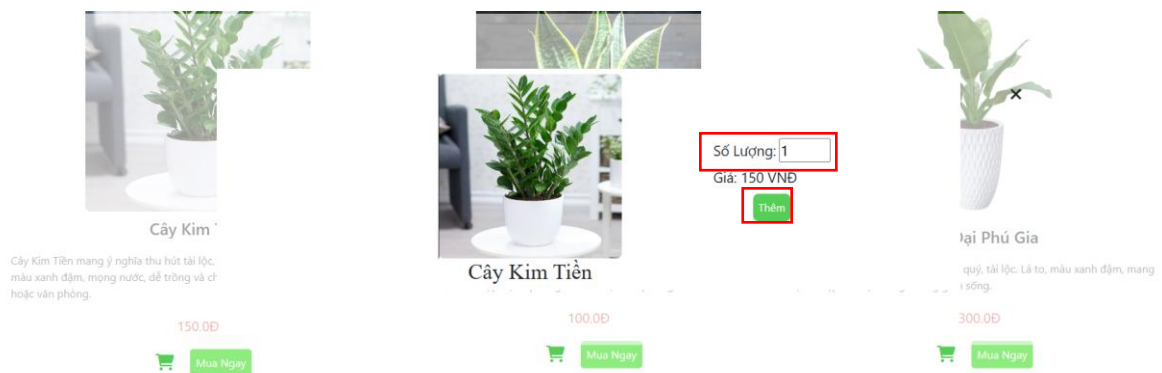 Số Lượng: 1
Giá: 150 VNĐ
Thêm
Cây Kim Tiền
Cây Kim
Cây Kim Tiền mang ý nghĩa thu hút tài lộc,
màu xanh đậm, mọng nước, dễ trồng và ch
hoặc văn phòng.
150.0Đ
Mua Ngay
100.0Đ
Mua Ngay
Đại Phú Gia
quý, tài lộc. Lá to, màu xanh đậm, mang
sống.
300.0Đ
Mua Ngay